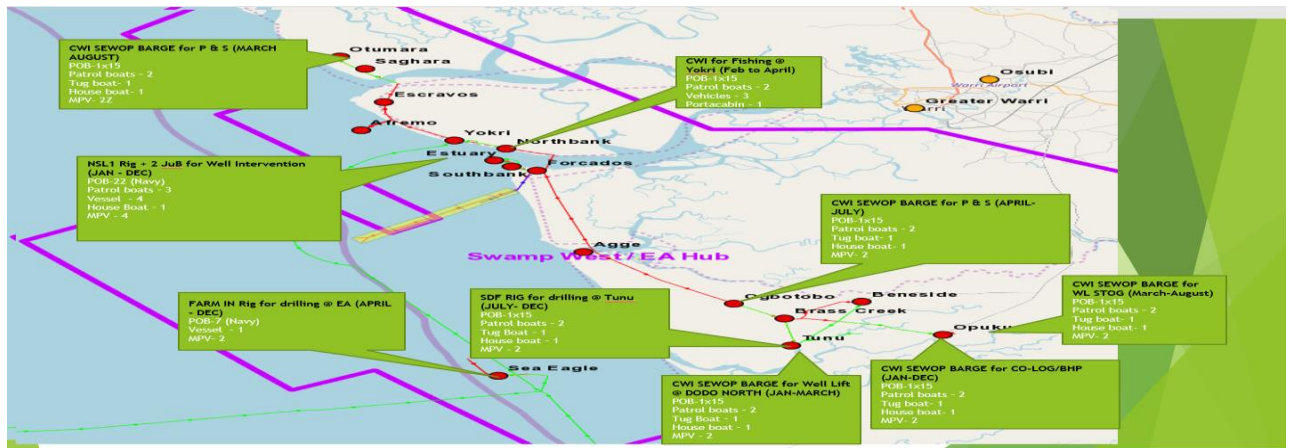 CWI SEWOP BARGE for P & S (MARCH
AUGUST)
POB-1x15
Patrol boats - 2
Tug boat- 1
House boat - 1
MPV- 2Z
Otumara
Saghara
Escravos
Afremo
Yokri
Northbank
Estuary
Southbank
Forcados
CWI for Fishing @
Yokri (Feb to April)
POB-1x15
Patrol boats - 2
Vehicles - 3
Portacabin - 1
Osubi
Warri Airport
Greater Warri
Warri
NSL1 Rig + 2 JuB for Well Intervention
(JAN - DEC)
POB-22 (Navy)
Patrol boats - 3
Vessel - 4
House Boat - 1
MPV - 4
CWI SEWOP BARGE for P & S (APRIL-
JULY)
POB-1x15
Patrol boats - 2
Tug boat- 1
House boat- 1
MPV - 2
Agge
Swamp West / EA Hub
FARM IN Rig for drilling @ EA (APRIL
- DEC)
POB-7 (Navy)
Vessel - 1
MPV- 2
SDF RIG for drilling @ Tunu
(JULY- DEC)
POB-1x15
Patrol boats - 2
Tug Boat - 1
House boat - 1
MPV - 2
Ogbotobo
Beneside
Brass Creek
Tunu
Opuku
CWI SEWOP BARGE for
WL STOG (March-August)
POB-1x15
Patrol boats - 2
Tug boat- 1
House boat- 1
MPV - 2
Sea Eagle
CWI SEWOP BARGE for Well Lift
@ DODO NORTH (JAN-MARCH)
POB-1x15
Patrol boats - 2
Tug Boat - 1
House boat - 1
MPV - 2
CWI SEWOP BARGE for CO-LOG/BHP
(JAN-DEC)
POB-1x15
Patrol boats - 2
Tug boat- 1
House boat- 1
MPV - 2